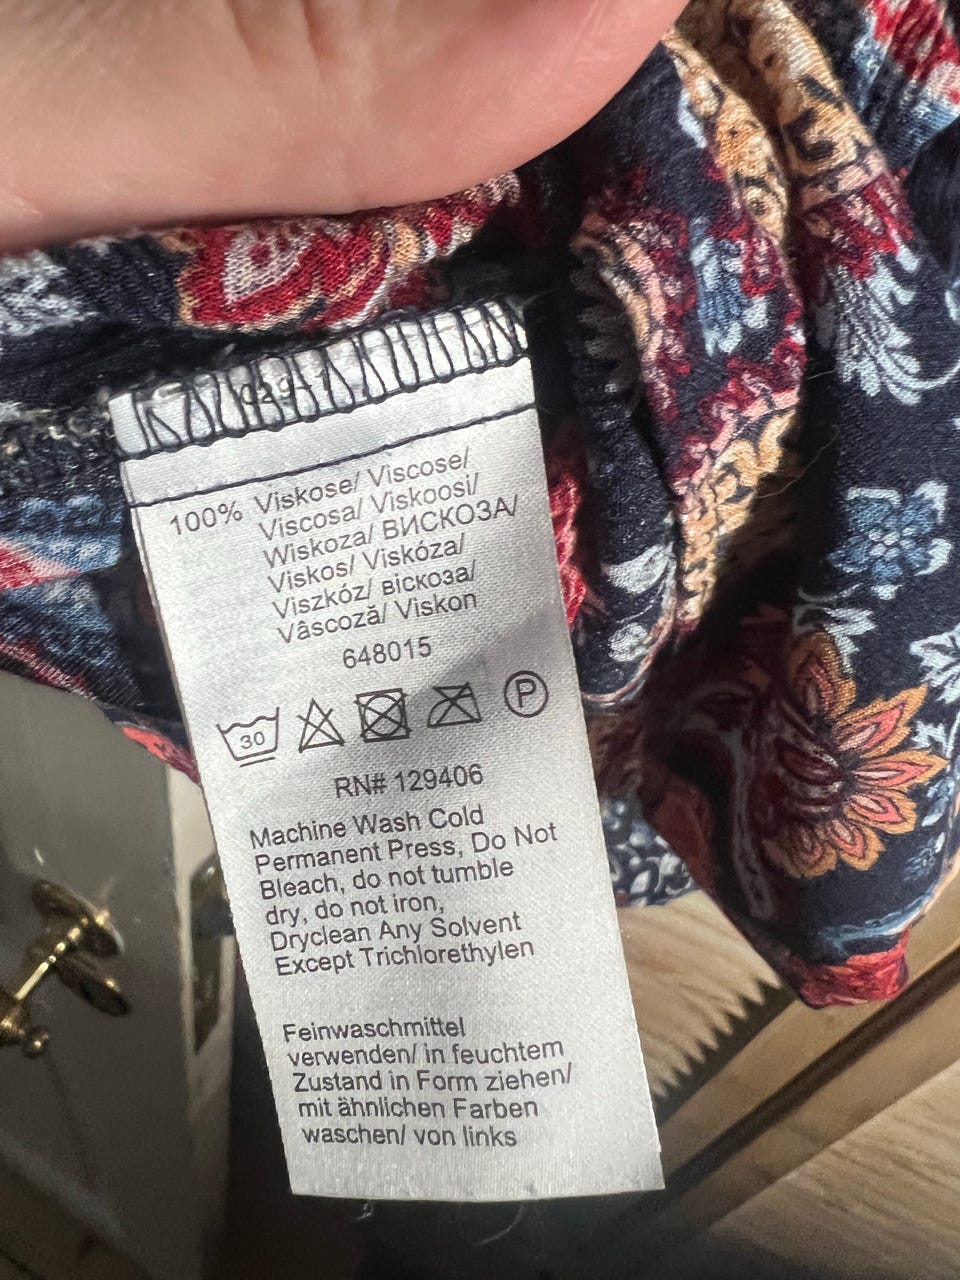 100% Viskose/ Viscose/
Viscosa/ Viskoosi/
Wiskoza/ ВИСКОЗА/
Viskos/ Viskóza/
Viszkóz/ віскоза/
Vâscoză/ Viskon
648015
30
P
RN# 129406
Machine Wash Cold
Permanent Press, Do Not
Bleach, do not tumble
dry, do not iron,
Dryclean Any Solvent
Except Trichlorethylen
Feinwaschmittel
verwenden/ in feuchtem
Zustand in Form ziehen/
mit ähnlichen Farben
waschen/ von links